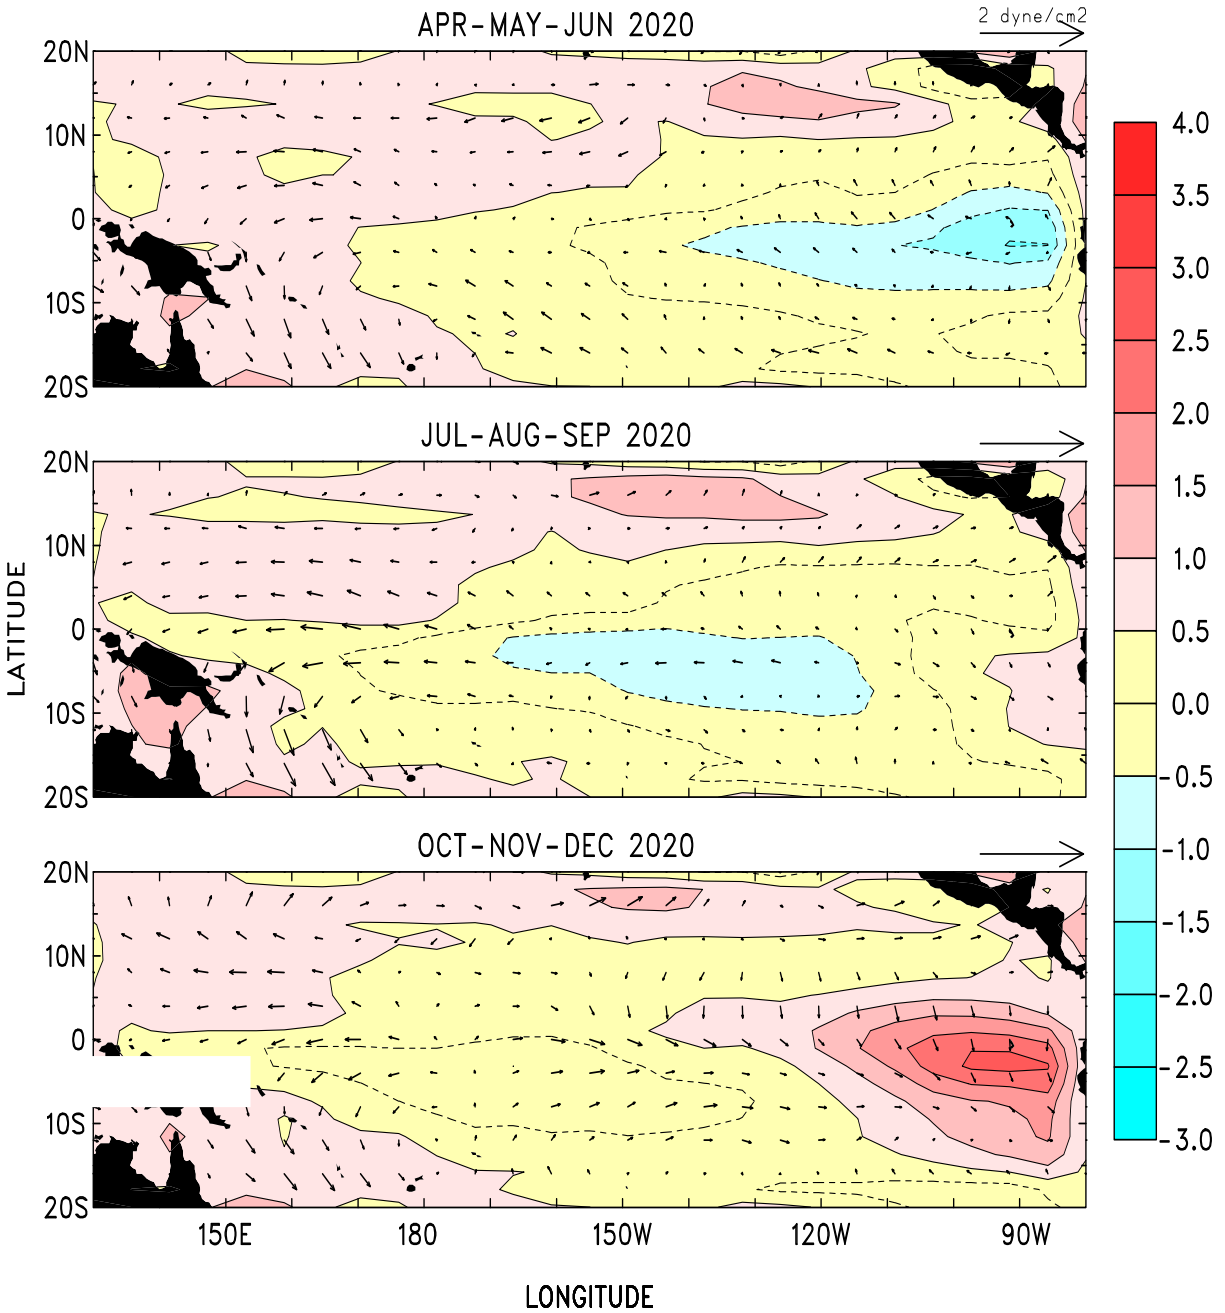 APR-MAY-JUN 2020
2 dyne/cm2
20N
10N
0
10S
20S
JUL-AUG-SEP 2020
20N
10N
0
10S
20S
LATITUDE
OCT-NOV-DEC 2020
20N
10N
0
10S
20S
150E 180 150W 120W 90W
LONGITUDE
4.0
3.5
3.0
2.5
2.0
1.5
1.0
0.5
0.0
-0.5
-1.0
-1.5
-2.0
-2.5
-3.0